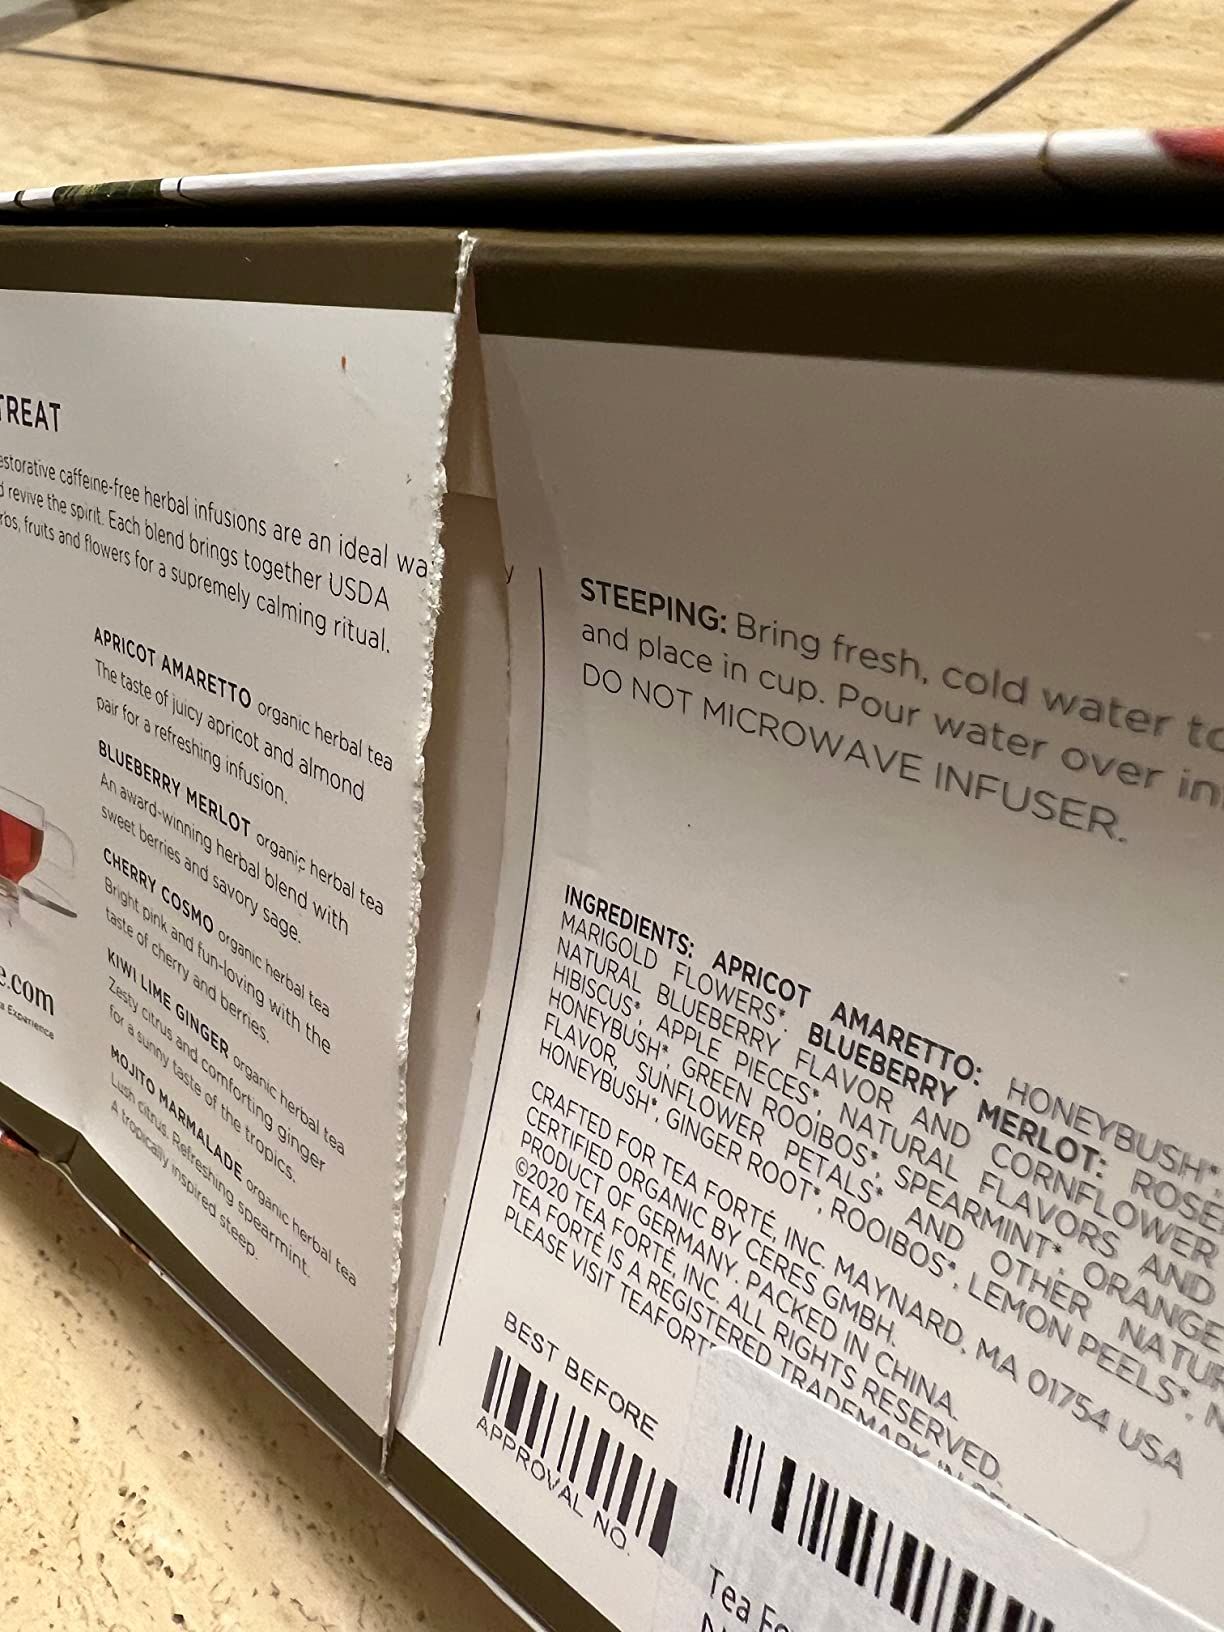 TREAT
estorative caffeine-free herbal infusions are an ideal wa
d revive the spirit. Each blend brings together USDA
rbs, fruits and flowers for a supremely calming ritual.
APRICOT AMARETTO organic herbal tea
The taste of juicy apricot and almond
pair for a refreshing infusion.
BLUEBERRY MERLOT organic herbal tea
An award-winning herbal blend with
sweet berries and savory sage.
CHERRY COSMO organic herbal tea
Bright pink and fun-loving with the
taste of cherry and berries.
KIWI LIME GINGER organic herbal tea
Zesty citrus and comforting ginger
for a sunny taste of the tropics.
MOJITO MARMALADE organic herbal tea
Lush citrus. Refreshing spearmint.
A tropically inspired steep.
e.com
a Experience
y
STEEPING: Bring fresh, cold water to
and place in cup. Pour water over in
DO NOT MICROWAVE INFUSER.
INGREDIENTS: APRICOT AMARETTO: HONEYBUSH*,
MARIGOLD FLOWERS*. BLUEBERRY MERLOT: ROSE
NATURAL BLUEBERRY FLAVOR AND CORNFLOWER
HIBISCUS*, APPLE PIECES*, NATURAL FLAVORS AND
HONEYBUSH*, GREEN ROOIBOS*, SPEARMINT*, ORANGE
FLAVOR, SUNFLOWER PETALS* AND OTHER NATUR
HONEYBUSH*, GINGER ROOT*, ROOIBOS*, LEMON PEELS*, N
CRAFTED FOR TEA FORTÉ, INC. MAYNARD, MA 01754 USA
CERTIFIED ORGANIC BY CERES GMBH.
PRODUCT OF GERMANY. PACKED IN CHINA.
©2020 TEA FORTÉ, INC. ALL RIGHTS RESERVED.
TEA FORTÉ IS A REGISTERED TRADEMARK IN
PLEASE VISIT TEAFORT
BEST BEFORE
APPROVAL NO.
Tea Fo